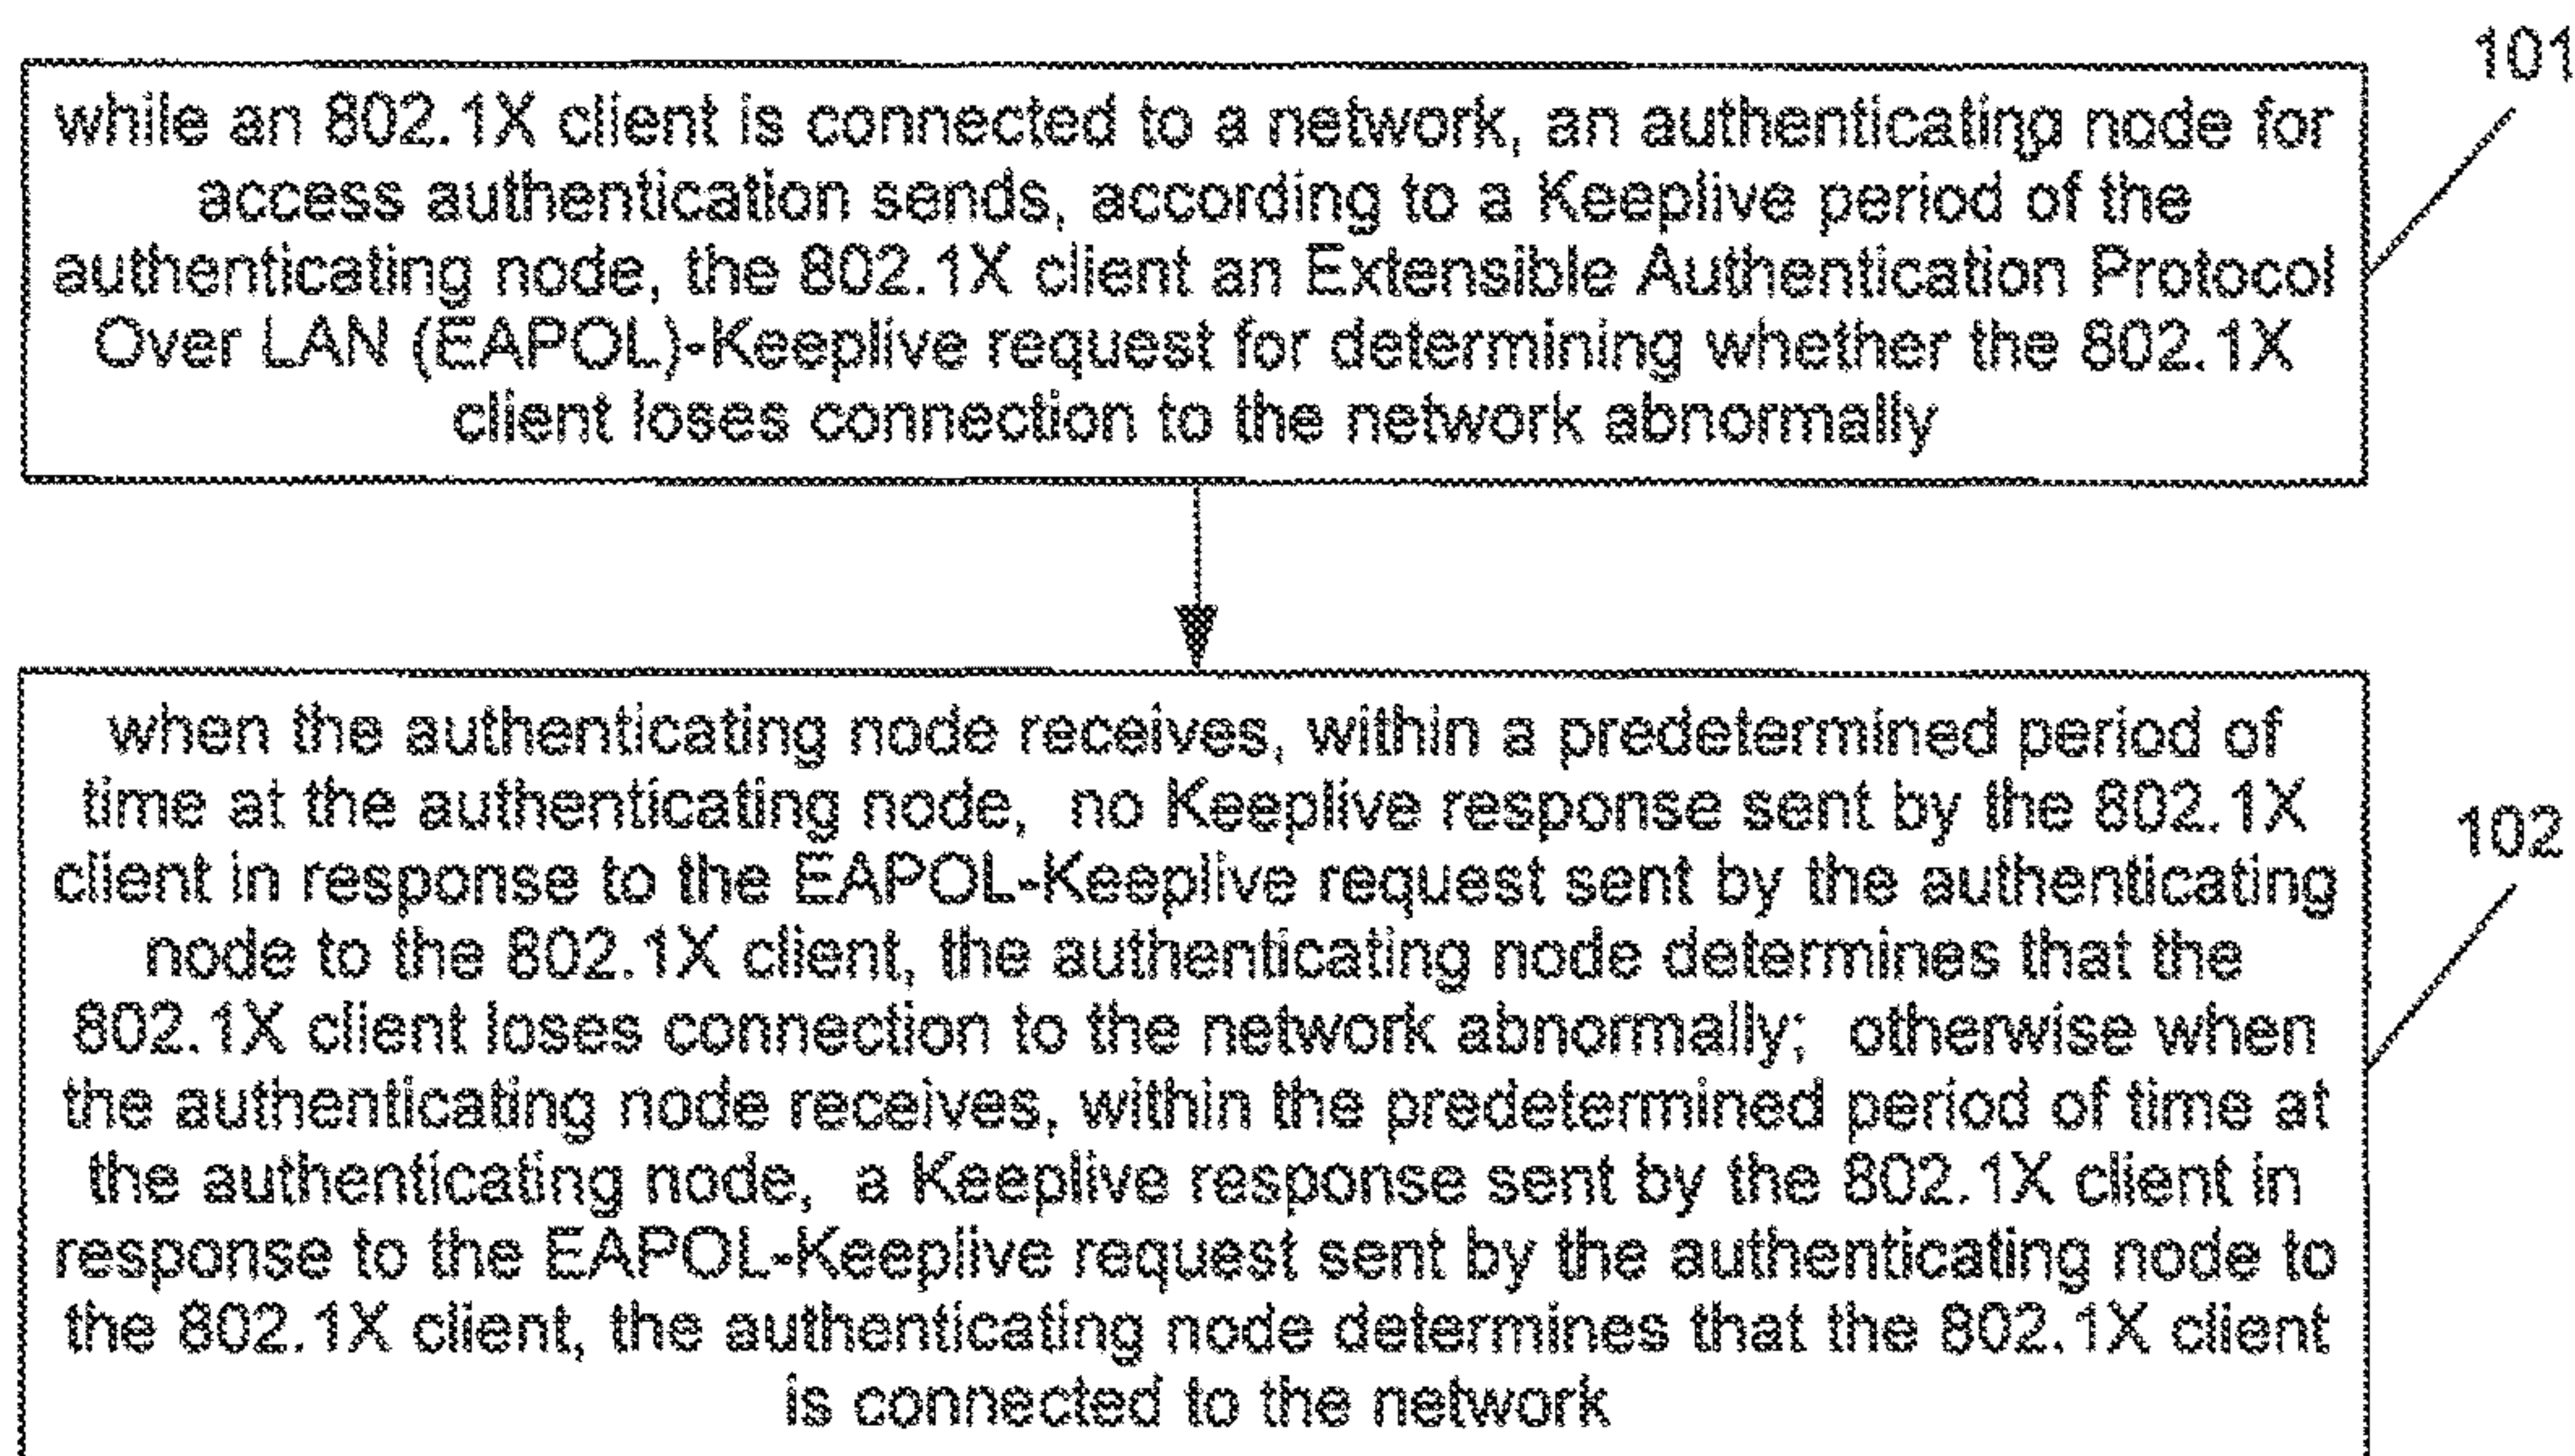 101
while an 802.1X client is connected to a network, an authenticating node for
access authentication sends, according to a Keeplive period of the
authenticating node, the 802.1X client an Extensible Authentication Protocol
Over LAN (EAPOL)-Keeplive request for determining whether the 802.1X
client loses connection to the network abnormally
when the authenticating node receives, within a predetermined period of
time at the authenticating node, no Keeplive response sent by the 802.1X
client in response to the EAPOL-Keeplive request sent by the authenticating
node to the 802.1X client, the authenticating node determines that the
802.1X client loses connection to the network abnormally; otherwise when
the authenticating node receives, within the predetermined period of time at
the authenticating node, a Keeplive response sent by the 802.1X client in
response to the EAPOL-Keeplive request sent by the authenticating node to
the 802.1X client, the authenticating node determines that the 802.1X client
is connected to the network
102